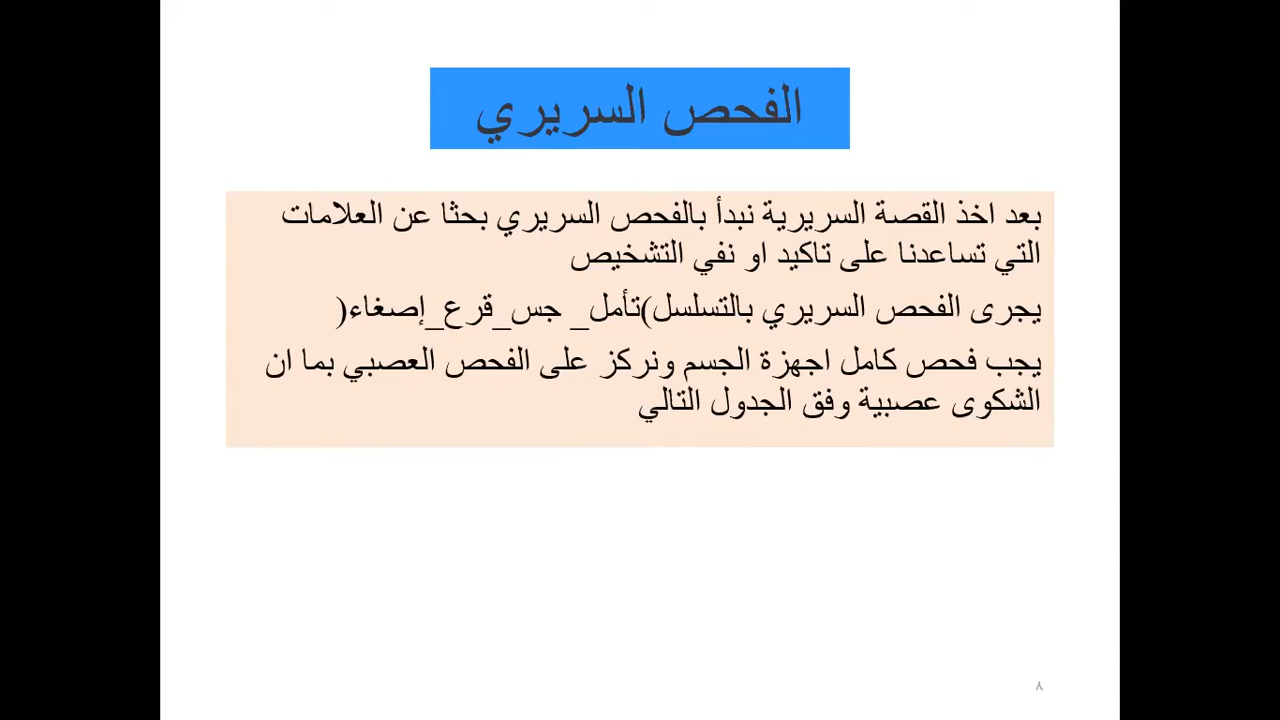 الفحص السريري
بعد اخذ القصة السريرية نبدأ بالفحص السريري بحثا عن العلامات
التي تساعدنا على تاكيد او نفي التشخيص
يجرى الفحص السريري بالتسلسل)تأمل_ جس_قرع_إصغاء(
يجب فحص كامل اجهزة الجسم ونركز على الفحص العصبي بما ان
الشكوى عصبية وفق الجدول التالي
٨